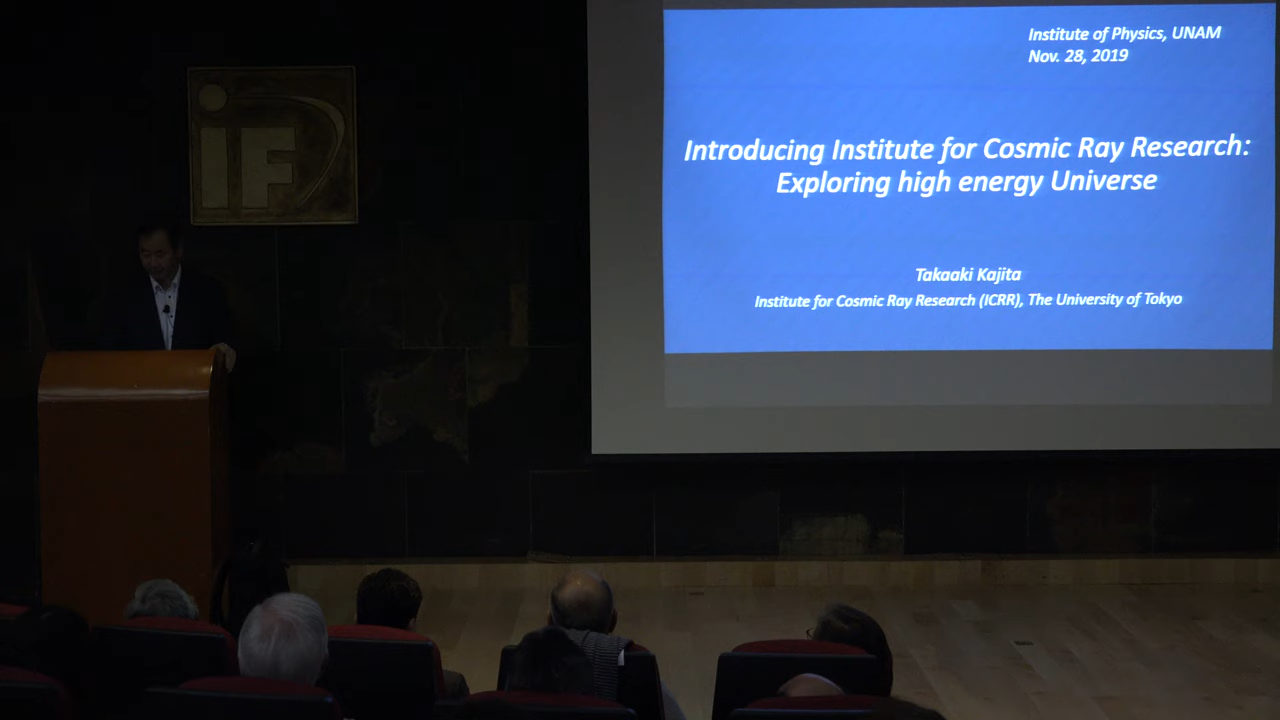 iF
Institute of Physics, UNAM
Nov. 28, 2019
Introducing Institute for Cosmic Ray Research:
Exploring high energy Universe
Takaaki Kajita
Institute for Cosmic Ray Research (ICRR), The University of Tokyo